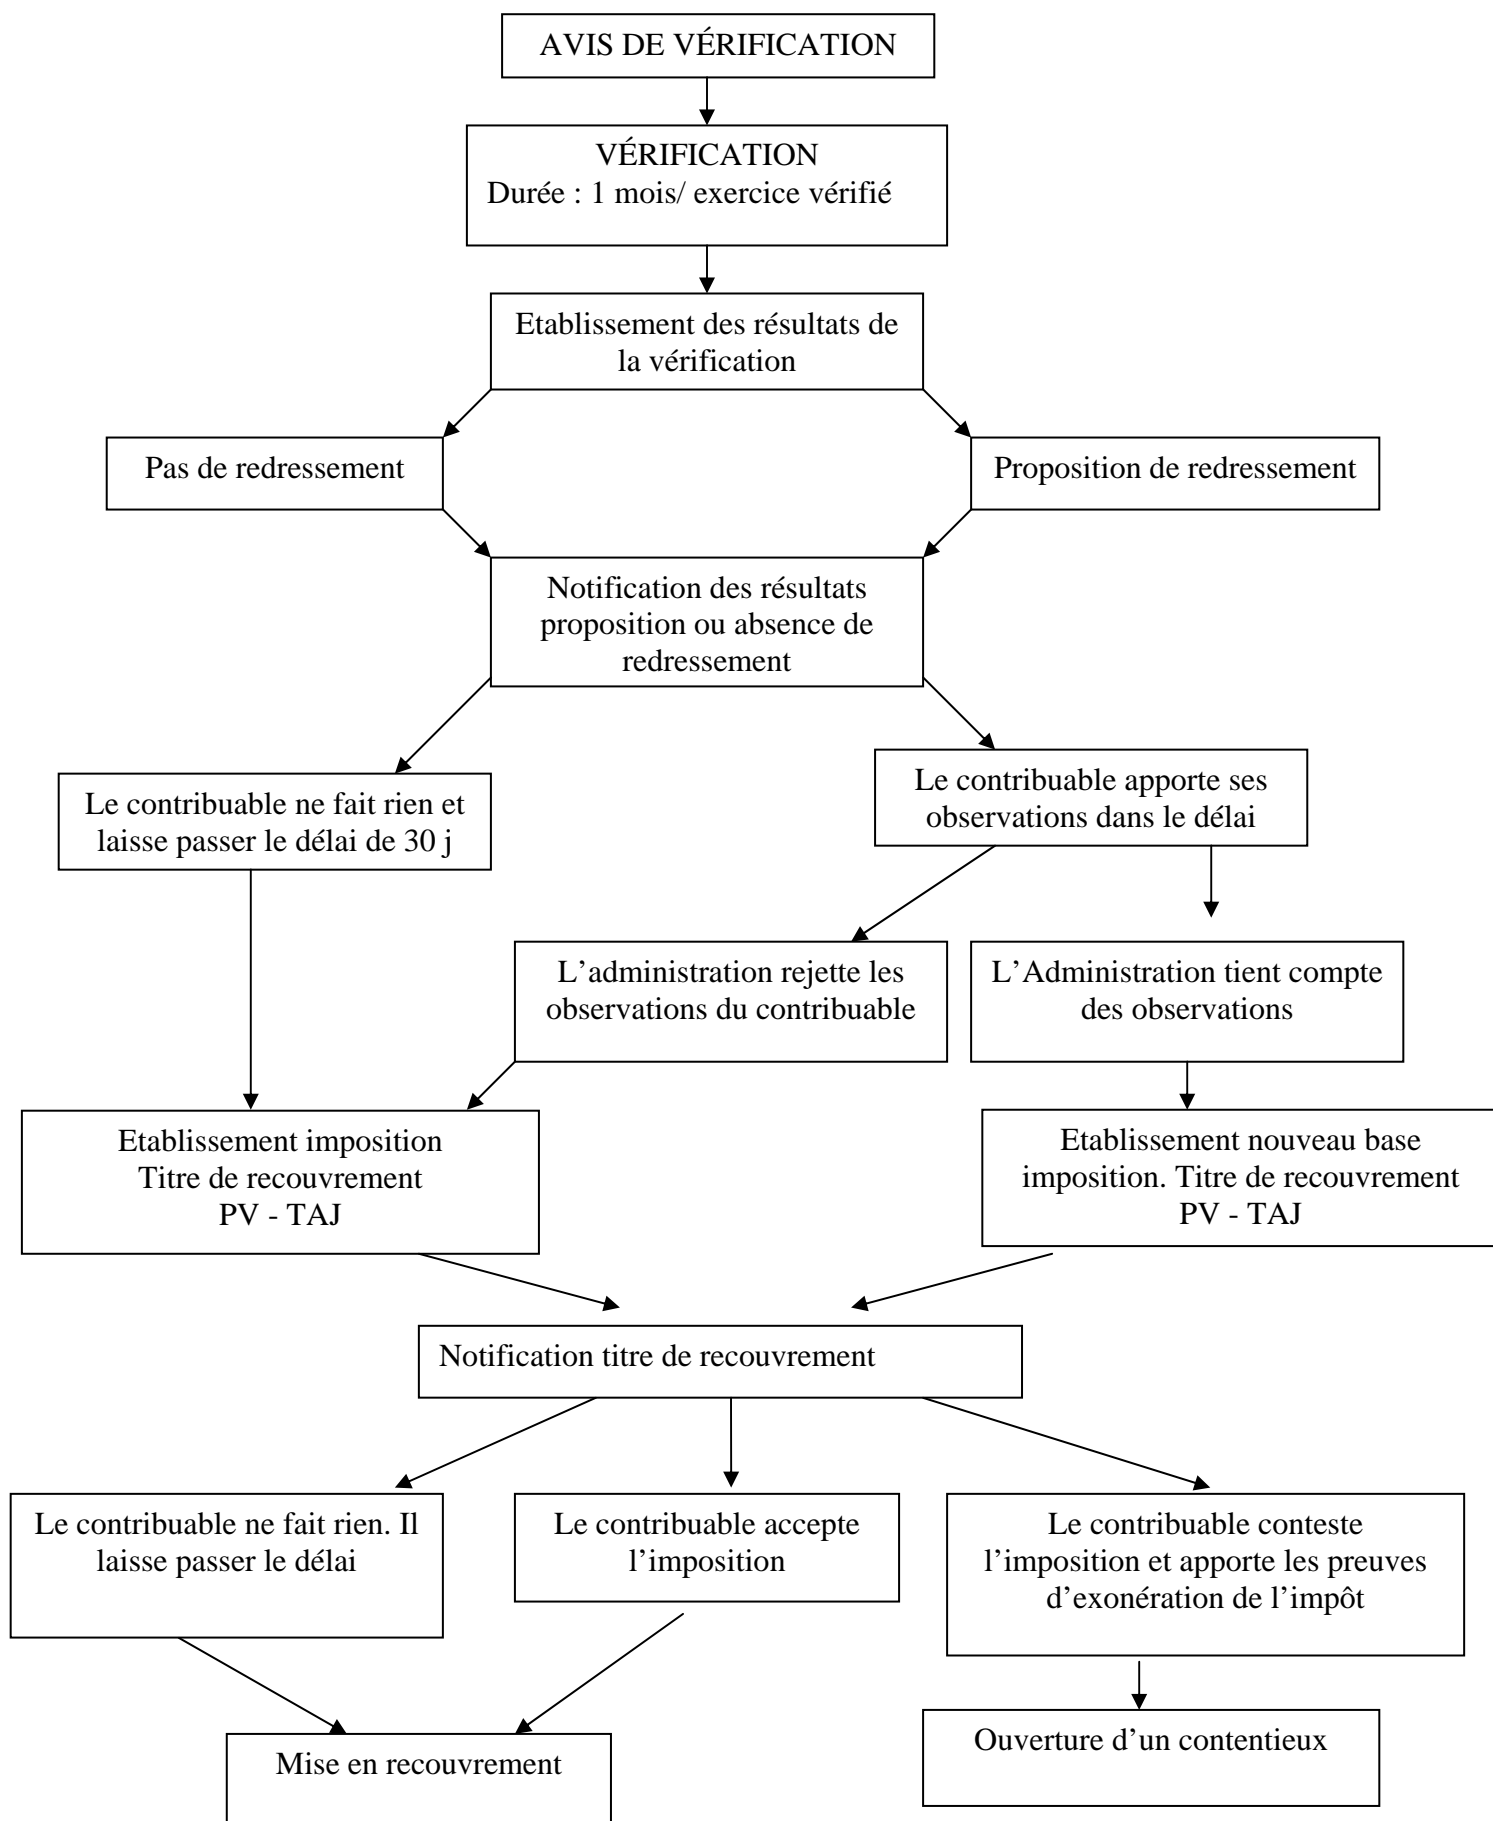 AVIS DE VÉRIFICATION
VÉRIFICATION
Durée : 1 mois/ exercice vérifié
Etablissement des résultats de
la vérification
Pas de redressement
Proposition de redressement
Notification des résultats
proposition ou absence de
redressement
Le contribuable ne fait rien et
laisse passer le délai de 30 j
Le contribuable apporte ses
observations dans le délai
L’administration rejette les
observations du contribuable
L’Administration tient compte
des observations
Etablissement imposition
Titre de recouvrement
PV - TAJ
Etablissement nouveau base
imposition. Titre de recouvrement
PV - TAJ
Notification titre de recouvrement
Le contribuable ne fait rien. Il
laisse passer le délai
Le contribuable accepte
l’imposition
Le contribuable conteste
l’imposition et apporte les preuves
d’exonération de l’impôt
Mise en recouvrement
Ouverture d’un contentieux